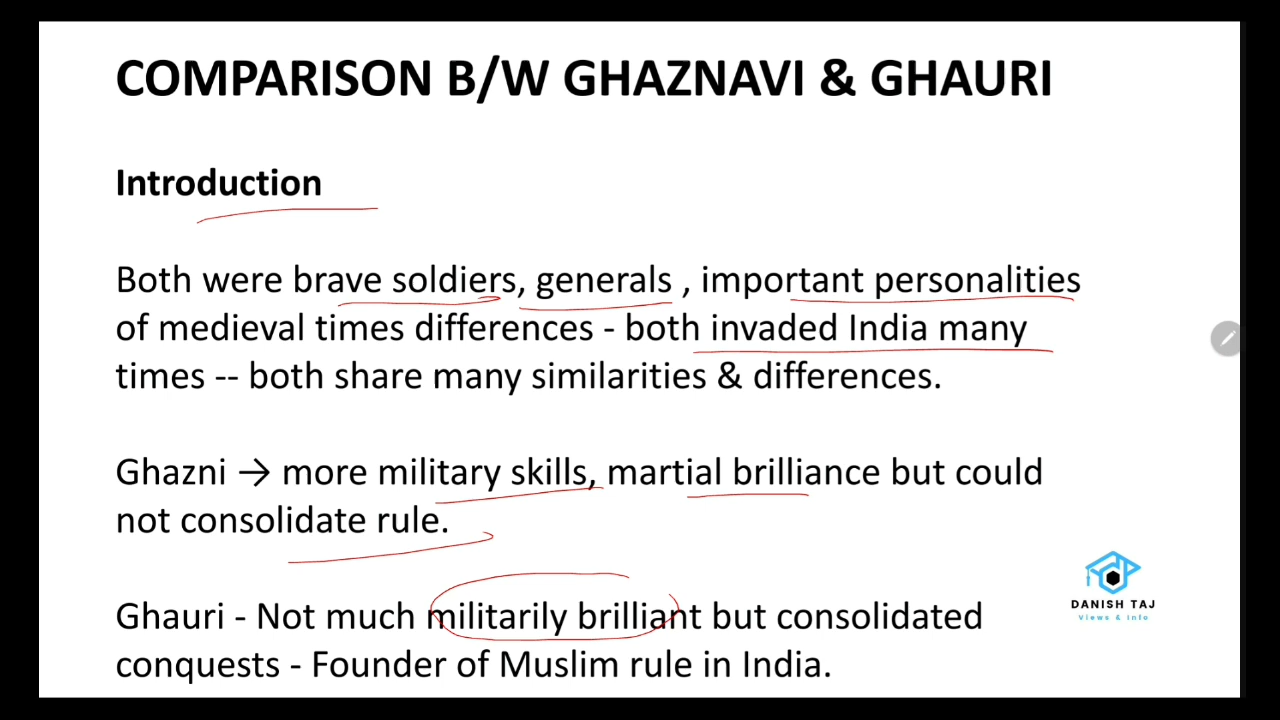 COMPARISON B/W GHAZNAVI & GHAURI
Introduction
Both were brave soldiers, generals , important personalities
of medieval times differences - both invaded India many
times -- both share many similarities & differences.
Ghazni → more military skills, martial brilliance but could
not consolidate rule.
Ghauri - Not much militarily brilliant but consolidated
conquests - Founder of Muslim rule in India.
DANISH TAJ
Views & Info